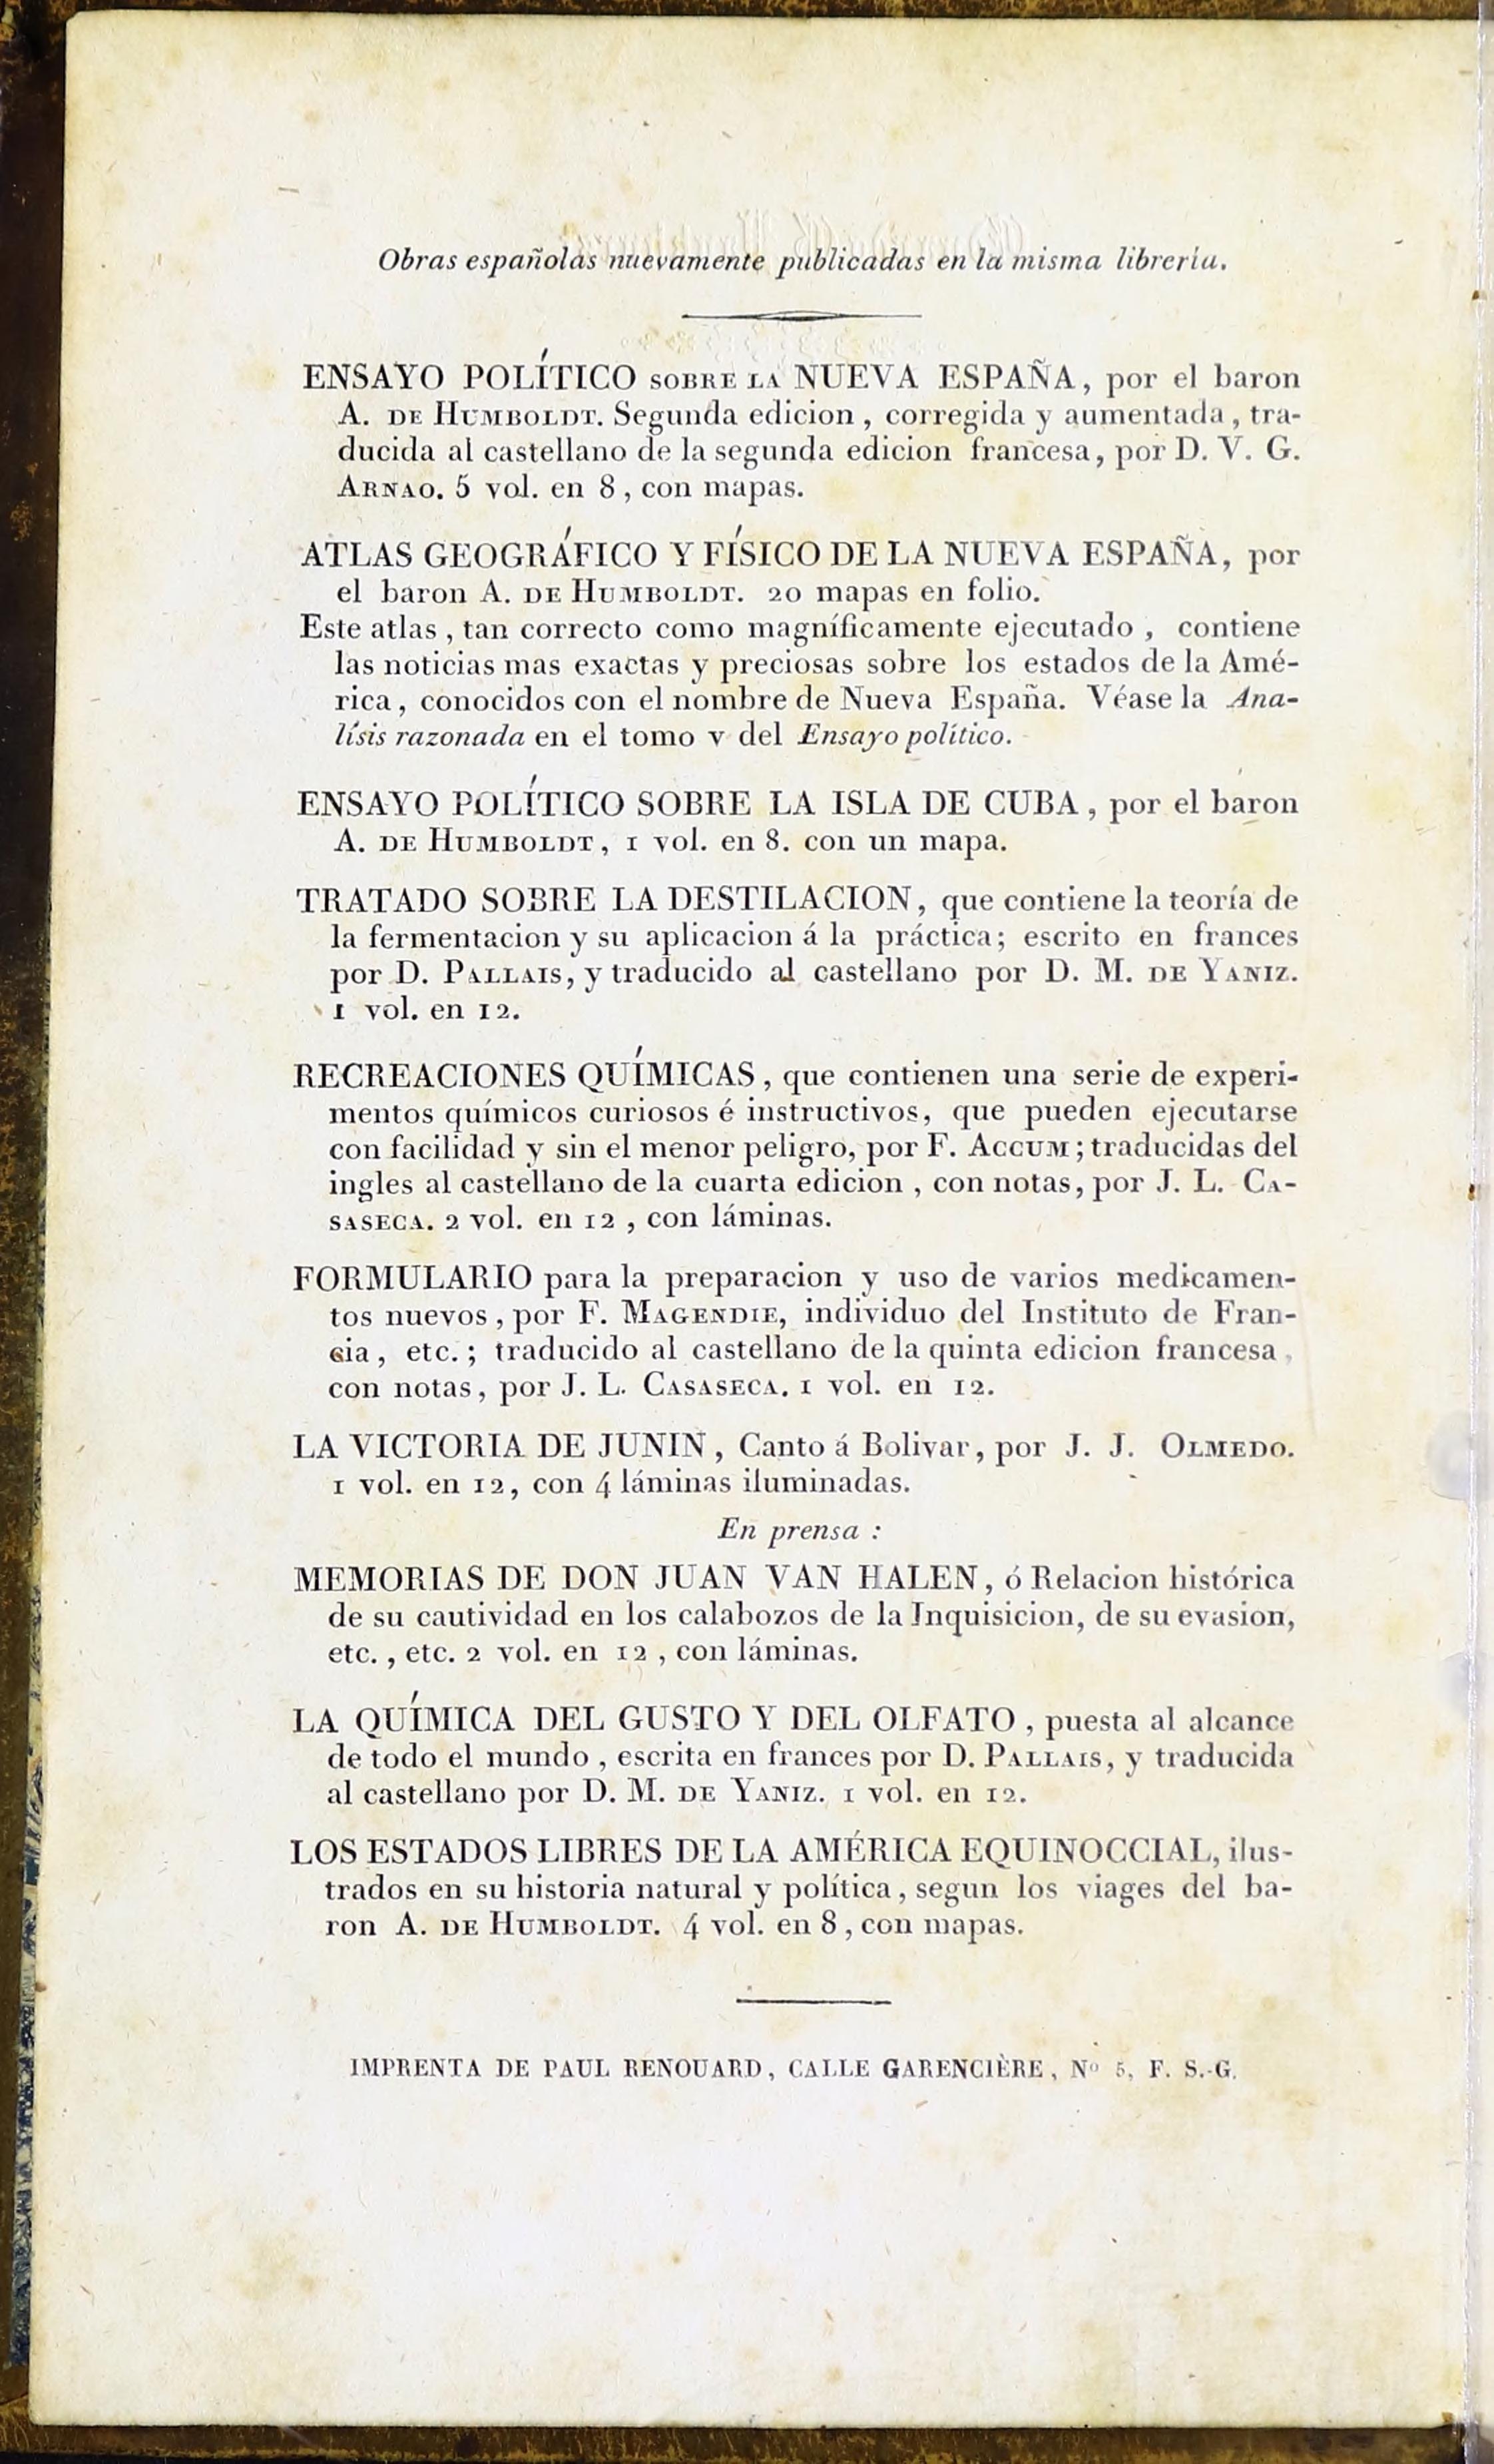 Obras españolas nuevamente publicadas en la misma librería.
ENSAYO POLÍTICO SOBRE LA NUEVA ESPAÑA, por el baron
A. DE HUMBOLDT. Segunda edicion, corregida y aumentada, tra-
ducida al castellano de la segunda edicion francesa, por D. V. G.
ARNAO. 5 vol. en 8, con mapas.
ATLAS GEOGRÁFICO Y FÍSICO DE LA NUEVA ESPAÑA, por
el baron A. DE HUMBOLDT. 20 mapas en folio.
Este atlas, tan correcto como magníficamente ejecutado, contiene
las noticias mas exactas y preciosas sobre los estados de la Amé-
rica, conocidos con el nombre de Nueva España. Véase la Ana-
lísis razonada en el tomo v del Ensayo político.
ENSAYO POLÍTICO SOBRE LA ISLA DE CUBA, por el baron
A. DE HUMBOLDT, 1 vol. en 8. con un mapa.
TRATADO SOBRE LA DESTILACION, que contiene la teoría de
la fermentacion y su aplicacion á la práctica; escrito en frances
por D. PALLAIS, y traducido al castellano por D. M. DE YANIZ.
1 vol. en 12.
RECREACIONES QUÍMICAS, que contienen una serie de experi-
mentos químicos curiosos é instructivos, que pueden ejecutarse
con facilidad y sin el menor peligro, por F. ACCUM; traducidas del
ingles al castellano de la cuarta edicion, con notas, por J. L. CA-
SASECA. 2 vol. en 12, con láminas.
FORMULARIO para la preparacion y uso de varios medicamen-
tos nuevos, por F. MAGENDIE, individuo del Instituto de Fran-
cia, etc.; traducido al castellano de la quinta edicion francesa,
con notas, por J. L. CASASECA. 1 vol. en 12.
LA VICTORIA DE JUNIN, Canto á Bolivar, por J. J. OLMEDO.
1 vol. en 12, con 4 láminas iluminadas.
En prensa:
MEMORIAS DE DON JUAN VAN HALEN, ó Relacion histórica
de su cautividad en los calabozos de la Inquisicion, de su evasion,
etc., etc. 2 vol. en 12, con láminas.
LA QUÍMICA DEL GUSTO Y DEL OLFATO, puesta al alcance
de todo el mundo, escrita en frances por D. PALLAIS, y traducida
al castellano por D. M. DE YANIZ. 1 vol. en 12.
LOS ESTADOS LIBRES DE LA AMÉRICA EQUINOCCIAL, ilus-
trados en su historia natural y política, segun los viages del ba-
ron A. DE HUMBOLDT. 4 vol. en 8, con mapas.
IMPRENTA DE PAUL RENOUARD, CALLE GARENCIÈRE, Nº 5, F. S.-G.